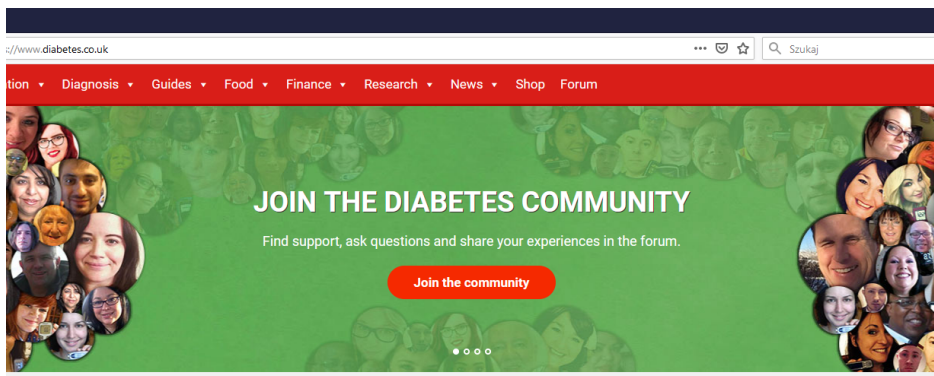 s://www.diabetes.co.uk ••• Szukaj
tion Diagnosis Guides Food Finance Research News Shop Forum
JOIN THE DIABETES COMMUNITY
Find support, ask questions and share your experiences in the forum.
Join the community